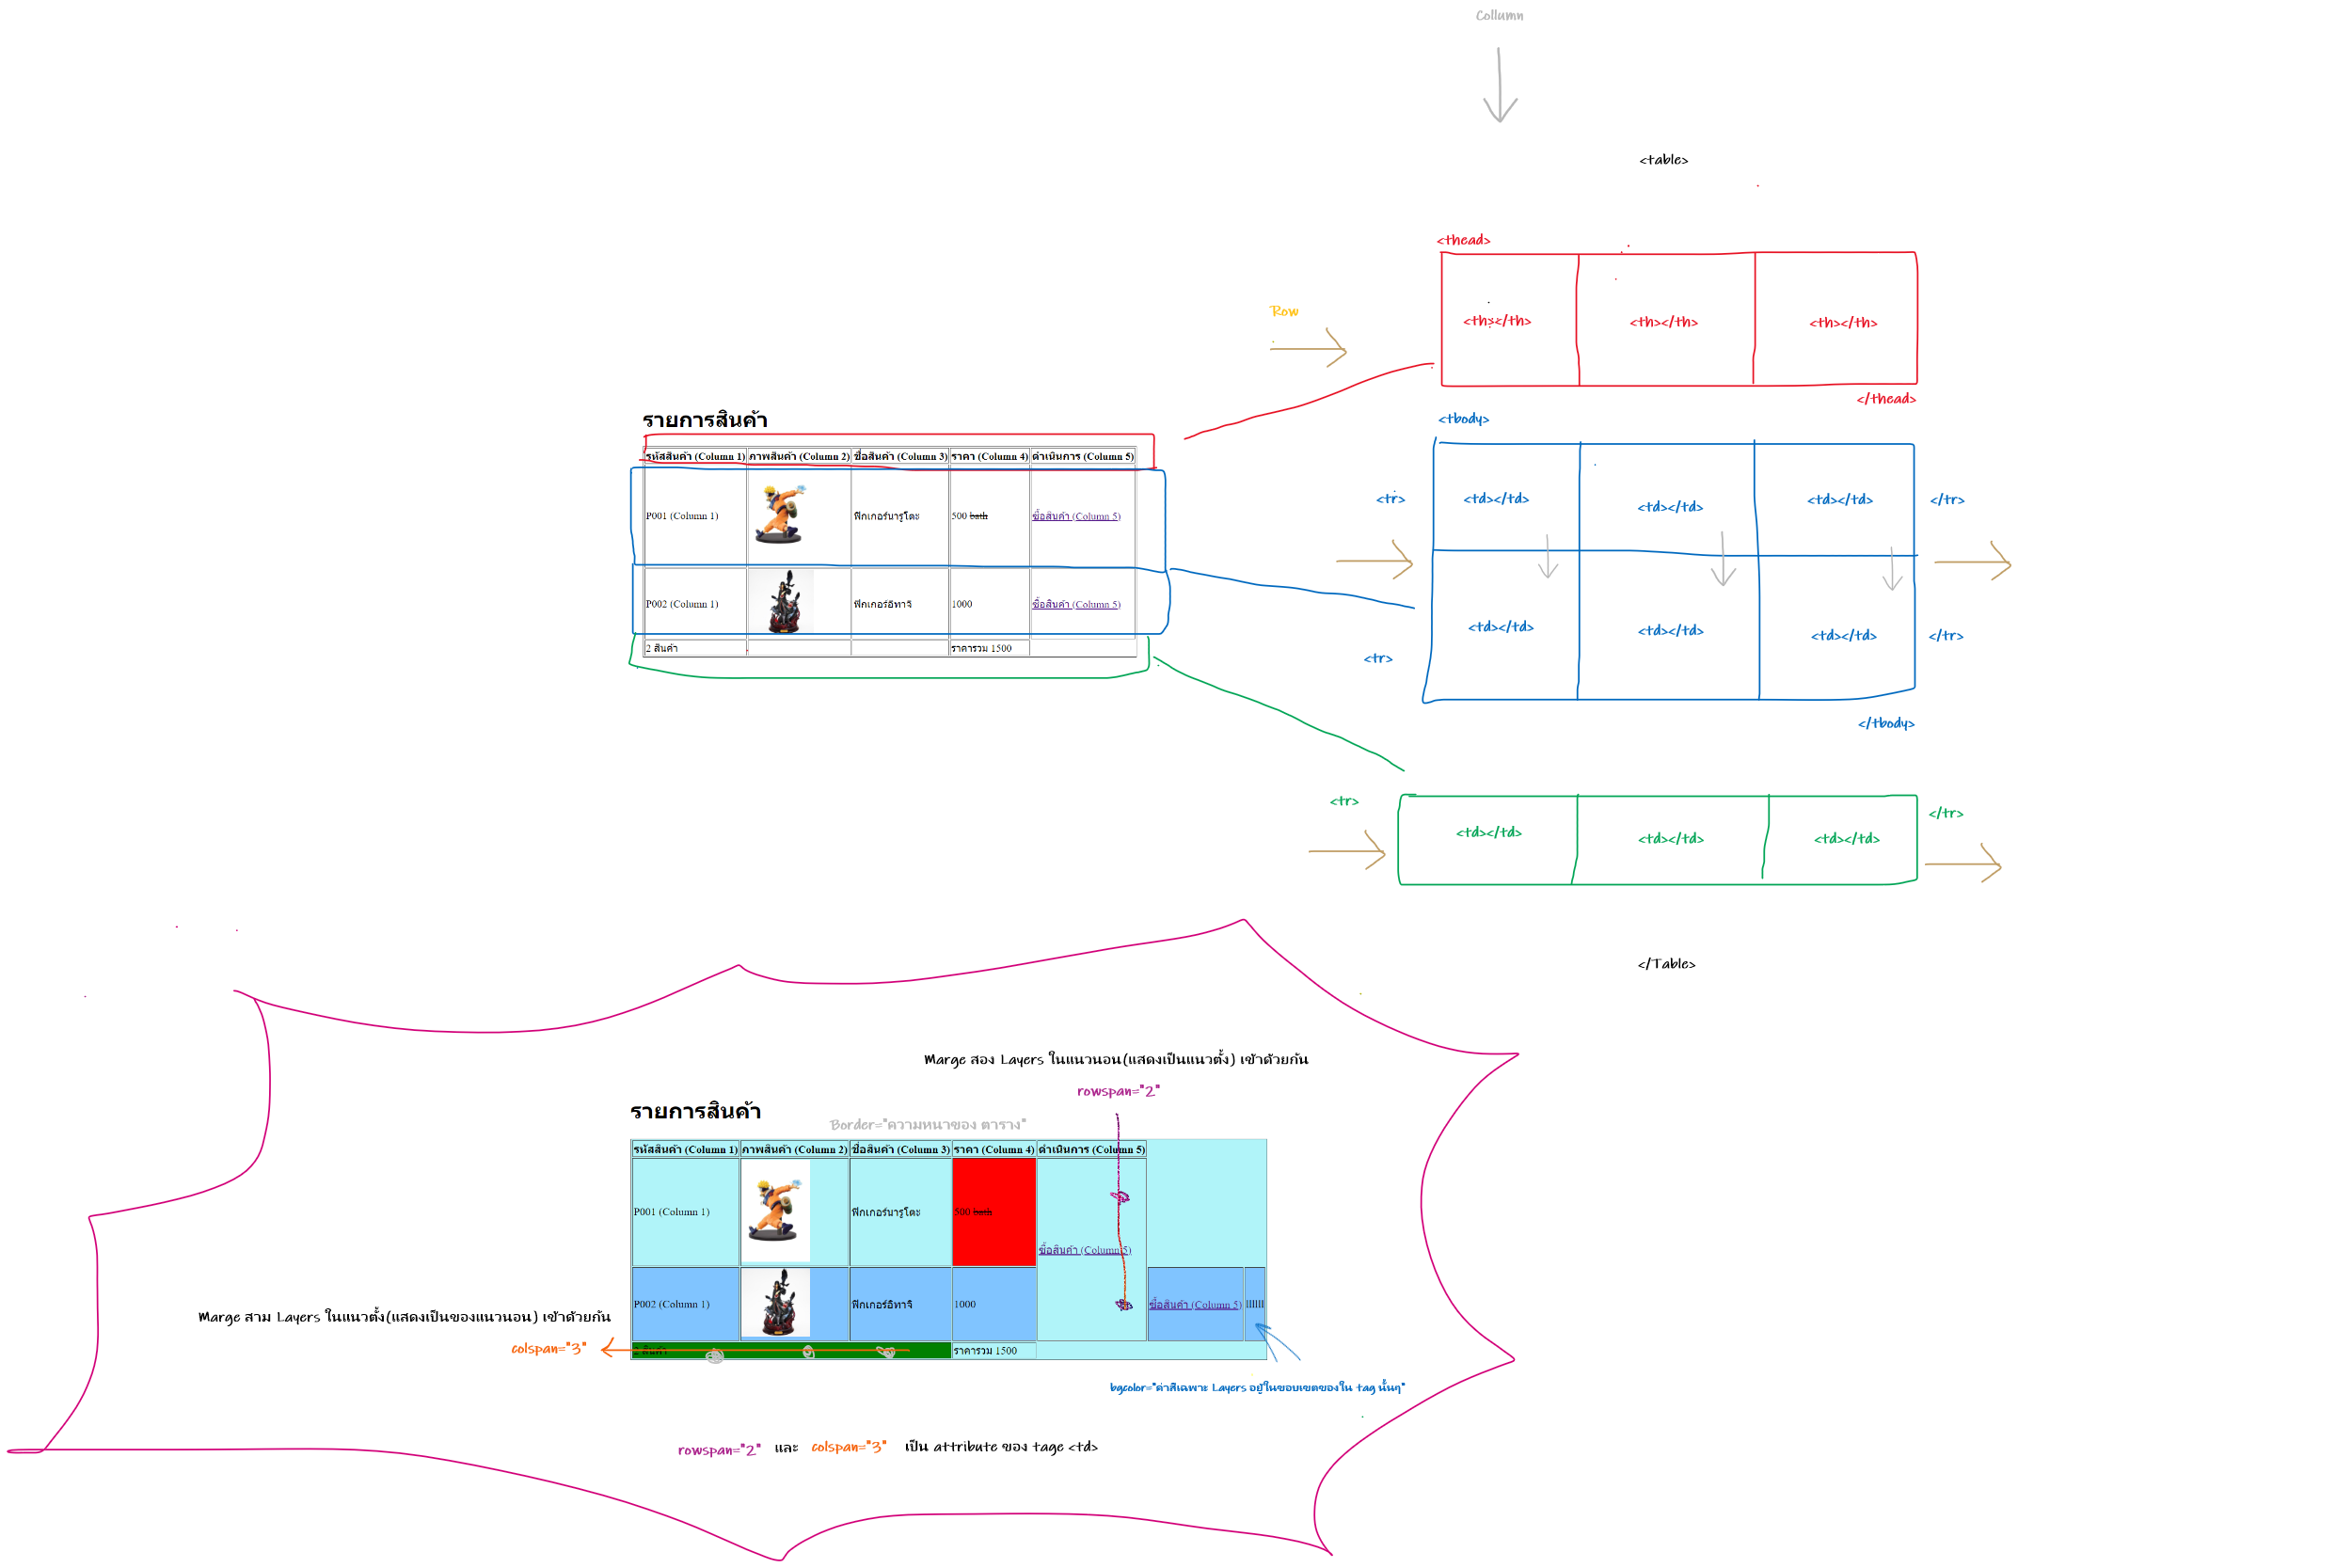 Collumn
<table>
<thead>
Row
<th></th> <th></th> <th></th>
</thead>
<tbody>
รายการสินค้า
รหัสสินค้า (Column 1) ภาพสินค้า (Column 2) ชื่อสินค้า (Column 3) ราคา (Column 4) ดำเนินการ (Column 5)
P001 (Column 1) ฟิกเกอร์นารูโตะ 500 bath ซื้อสินค้า (Column 5)
<tr> <td></td> <td></td> <td></td> </tr>
P002 (Column 1) ฟิกเกอร์อิทาจิ 1000 ซื้อสินค้า (Column 5)
<td></td> <td></td> <td></td> </tr>
2 สินค้า ราคารวม 1500
<tr>
</tbody>
<tr> </tr>
<td></td> <td></td> <td></td>
</Table>
Marge สอง Layers ในแนวนอน(แสดงเป็นแนวตั้ง) เข้าด้วยกัน
rowspan="2"
รายการสินค้า
Border="ความหนาของ ตาราง"
รหัสสินค้า (Column 1) ภาพสินค้า (Column 2) ชื่อสินค้า (Column 3) ราคา (Column 4) ดำเนินการ (Column 5)
P001 (Column 1) ฟิกเกอร์นารูโตะ 500 bath
ซื้อสินค้า (Column 5)
P002 (Column 1) ฟิกเกอร์อิทาจิ 1000 ซื้อสินค้า (Column 5)
Marge สาม Layers ในแนวตั้ง(แสดงเป็นของแนวนอน) เข้าด้วยกัน
colspan="3"
2 สินค้า ราคารวม 1500
bgcolor="ค่าสีเฉพาะ Layers อยู่ในขอบเขตของใน tag นั้นๆ"
rowspan="2" และ colspan="3" เป็น attribute ของ tage <td>